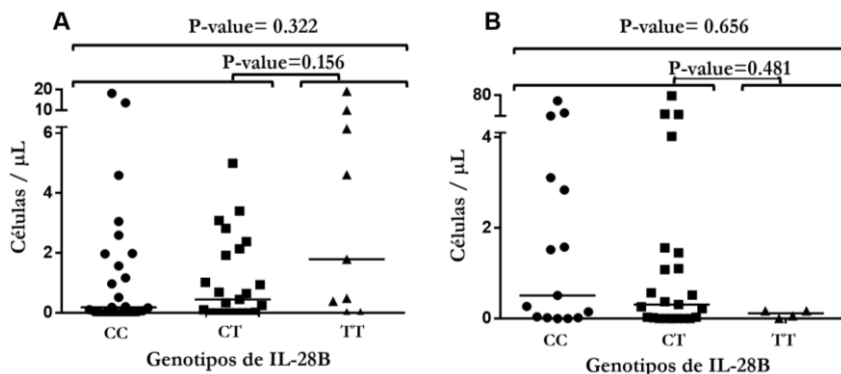 A
P-value= 0.322
P-value=0.156
20
10
6
4
2
0
Células / µL
CC
CT
TT
Genotipos de IL-28B
B
P-value= 0.656
P-value=0.481
80
4
2
0
Células / µL
CC
CT
TT
Genotipos de IL-28B